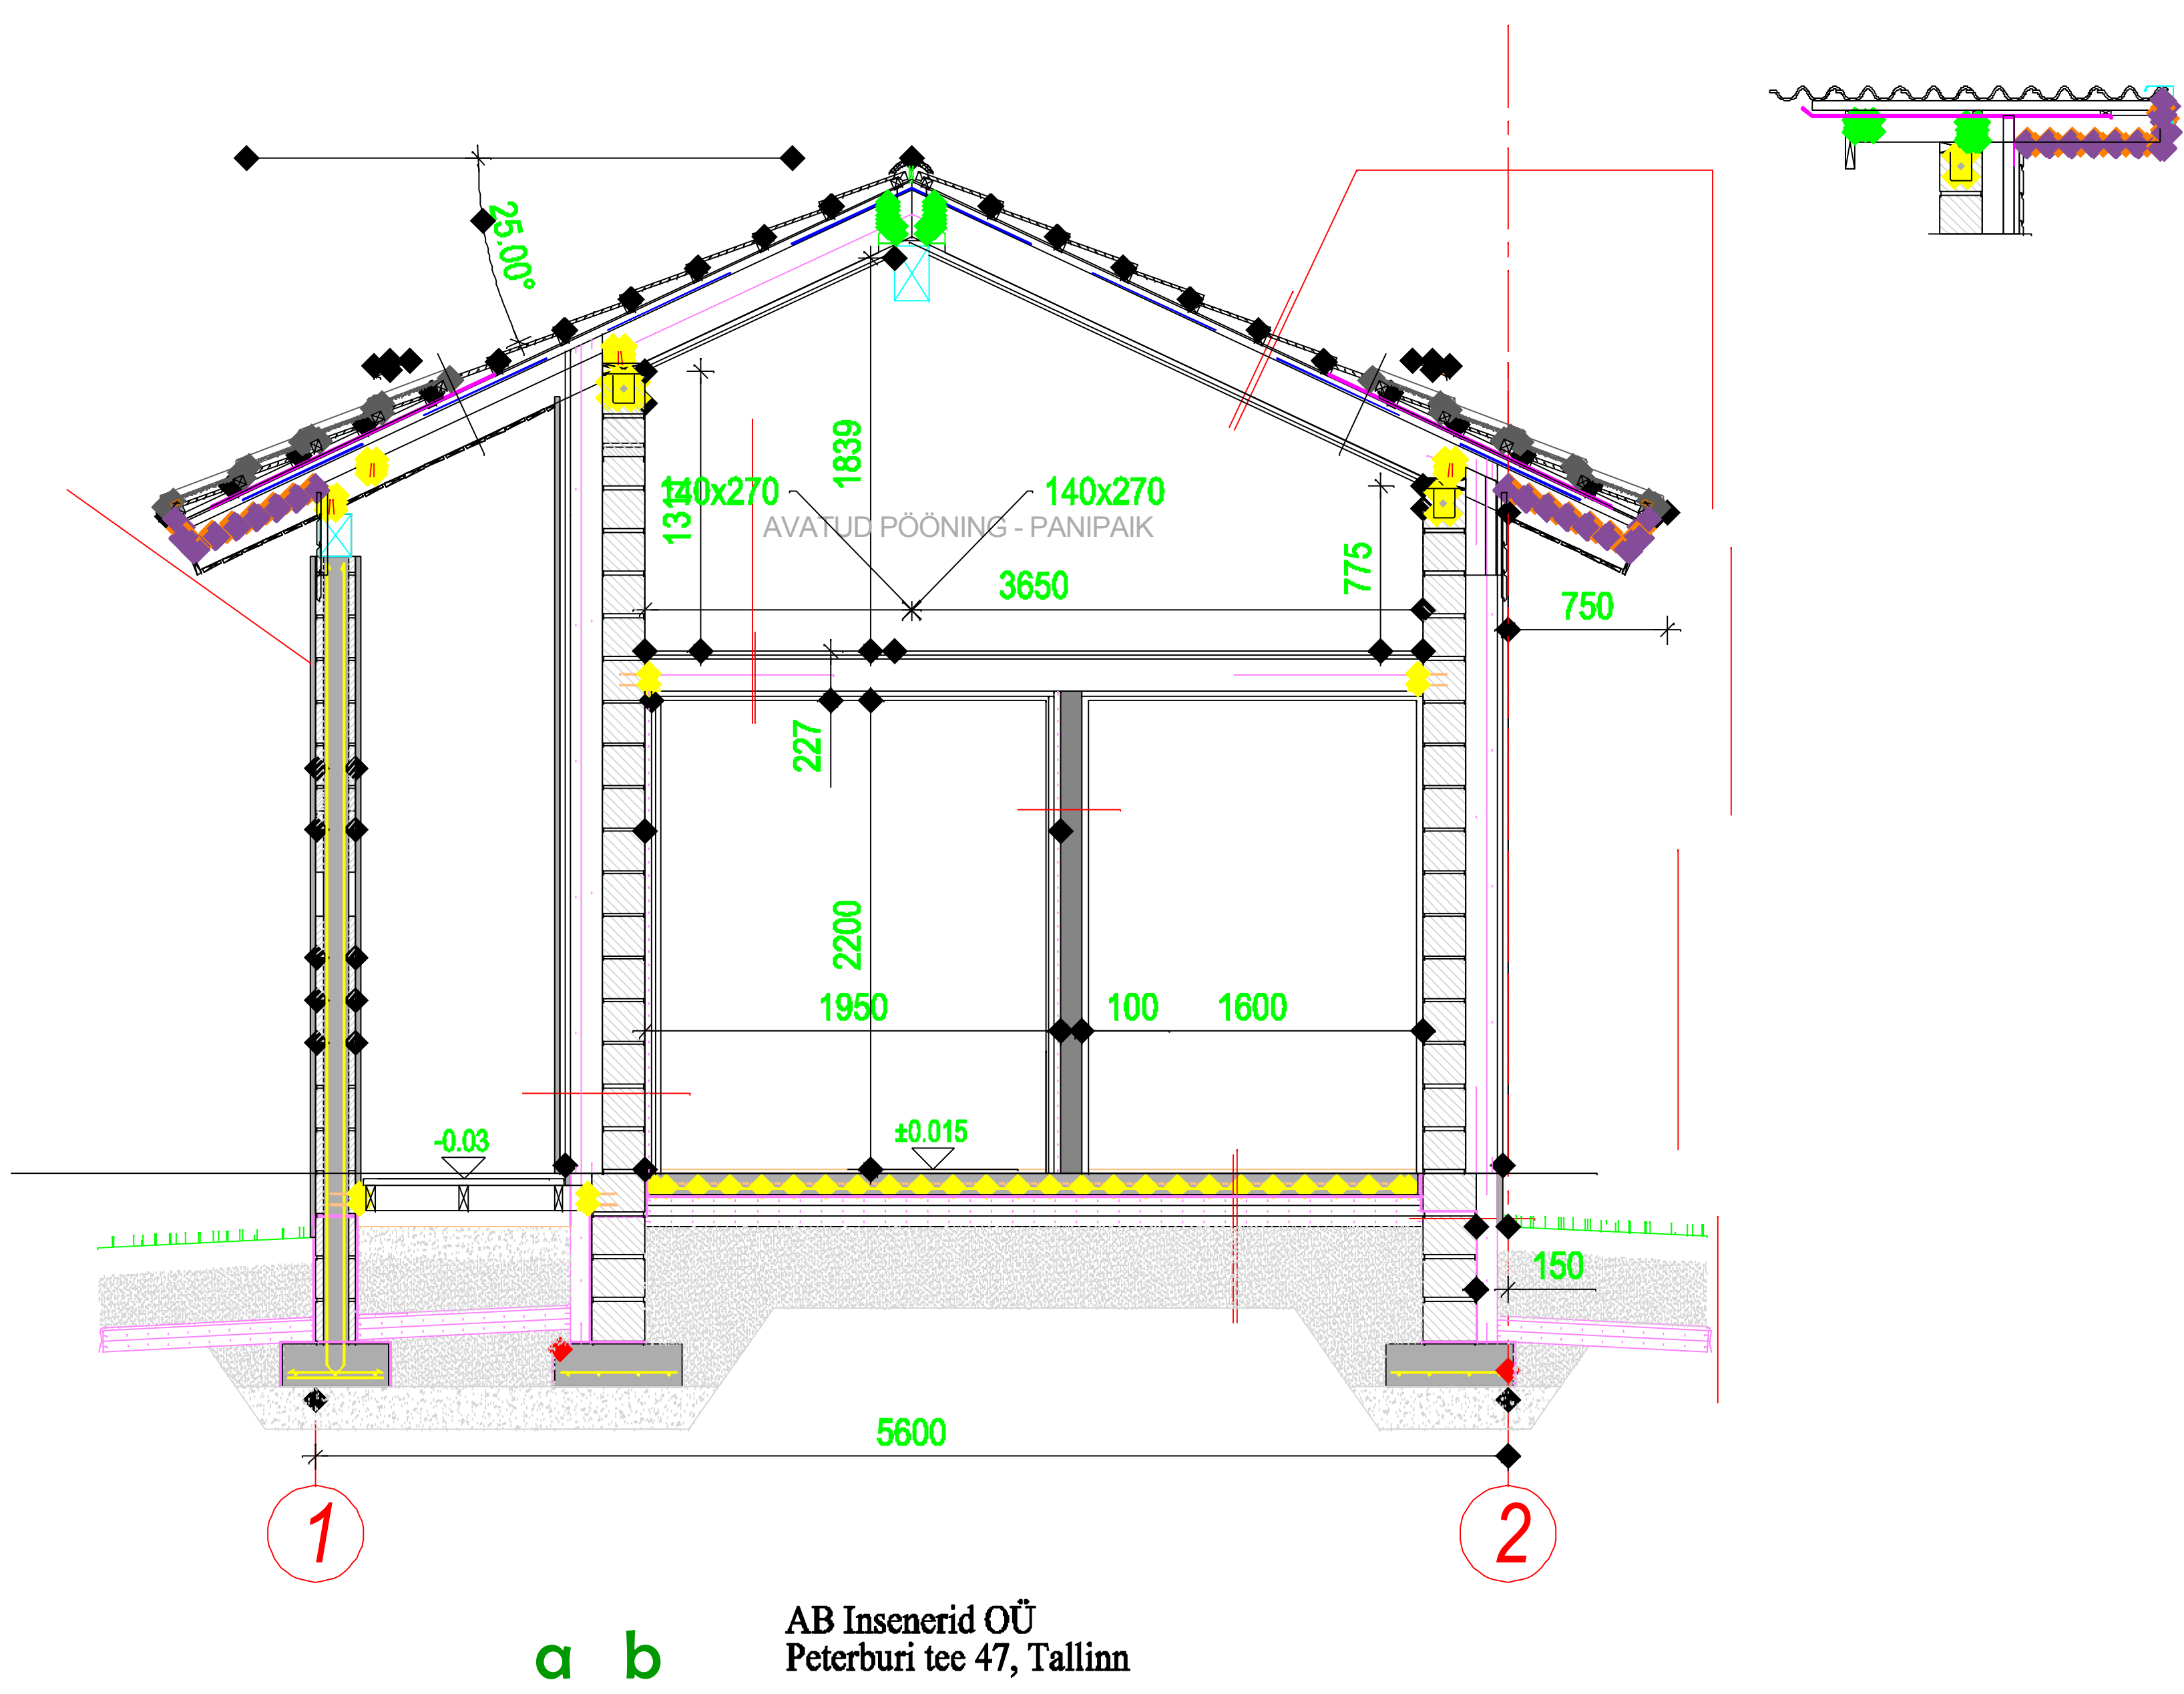 25.00°
1839
140x270
140x270
AVATUD PÖÖNING - PANIPAIK
3650
775
750
227
2200
1950
100
1600
-0.03
±0.015
150
5600
1
2
AB Insenerid OÜ
a b
Peterburi tee 47, Tallinn